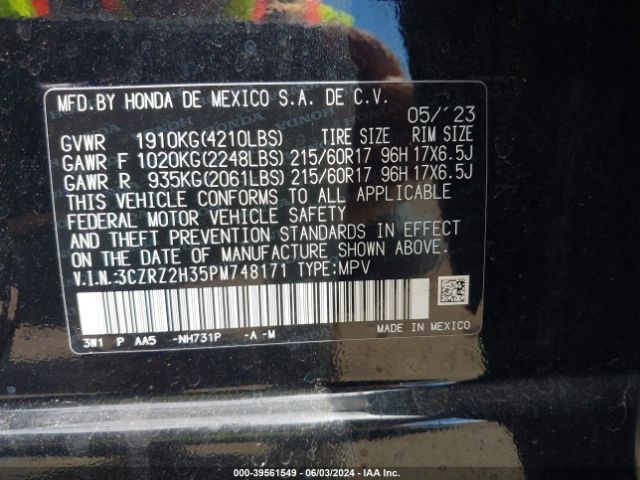 MFD.BY HONDA DE MEXICO S.A. DE C.V.
05/'23
GVWR 1910KG(4210LBS) TIRE SIZE RIM SIZE
GAWR F 1020KG(2248LBS) 215/60R17 96H 17X6.5J
GAWR R 935KG(2061LBS) 215/60R17 96H 17X6.5J
THIS VEHICLE CONFORMS TO ALL APPLICABLE
FEDERAL MOTOR VEHICLE SAFETY
AND THEFT PREVENTION STANDARDS IN EFFECT
ON THE DATE OF MANUFACTURE SHOWN ABOVE.
V.I.N.:3CZRZ2H35PM748171 TYPE:MPV
3W1 P AA5 -NH731P -A -M
MADE IN MEXICO
000-39561549 - 06/03/2024 - IAA Inc.